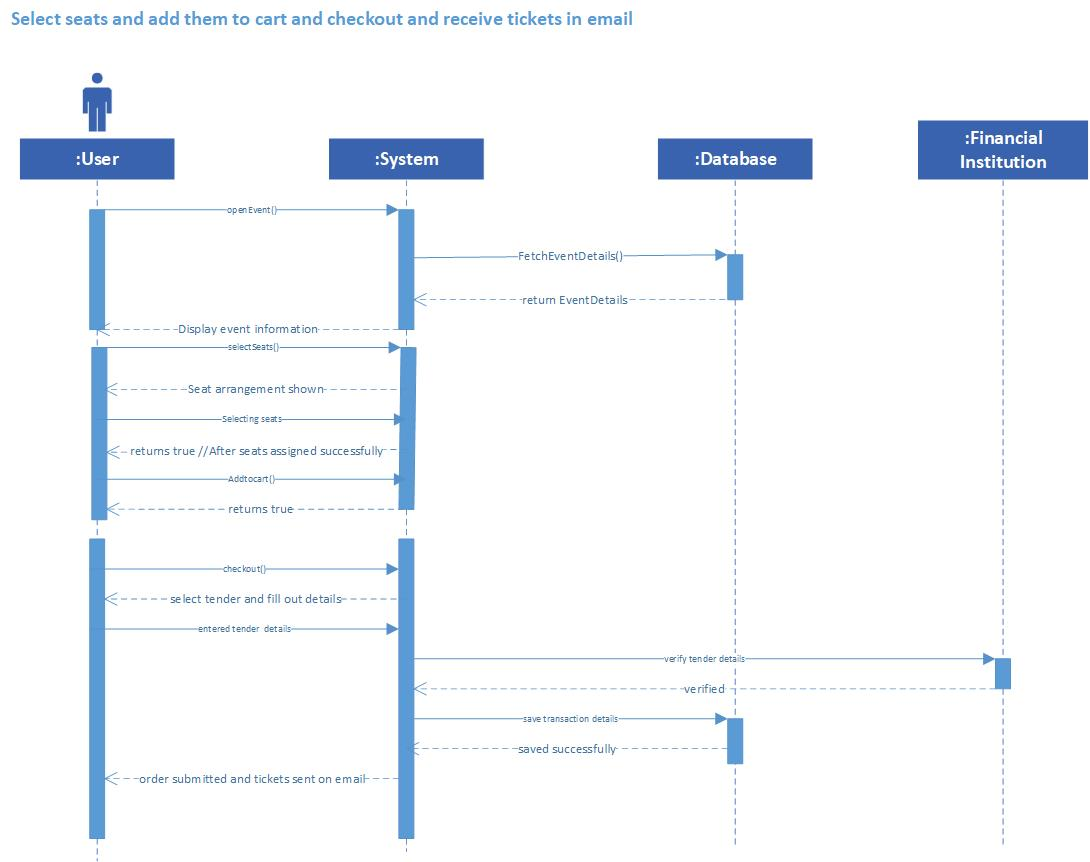 Select seats and add them to cart and checkout and receive tickets in email
:User
:System
:Database
:Financial
Institution
openEvent()
FetchEventDetails()
return EventDetails
Display event information
selectSeats()
Seat arrangement shown
Selecting seats
returns true //After seats assigned successfully
Addtocart()
returns true
checkout()
select tender and fill out details
entered tender details
verify tender details
verified
save transaction details
saved successfully
order submitted and tickets sent on email